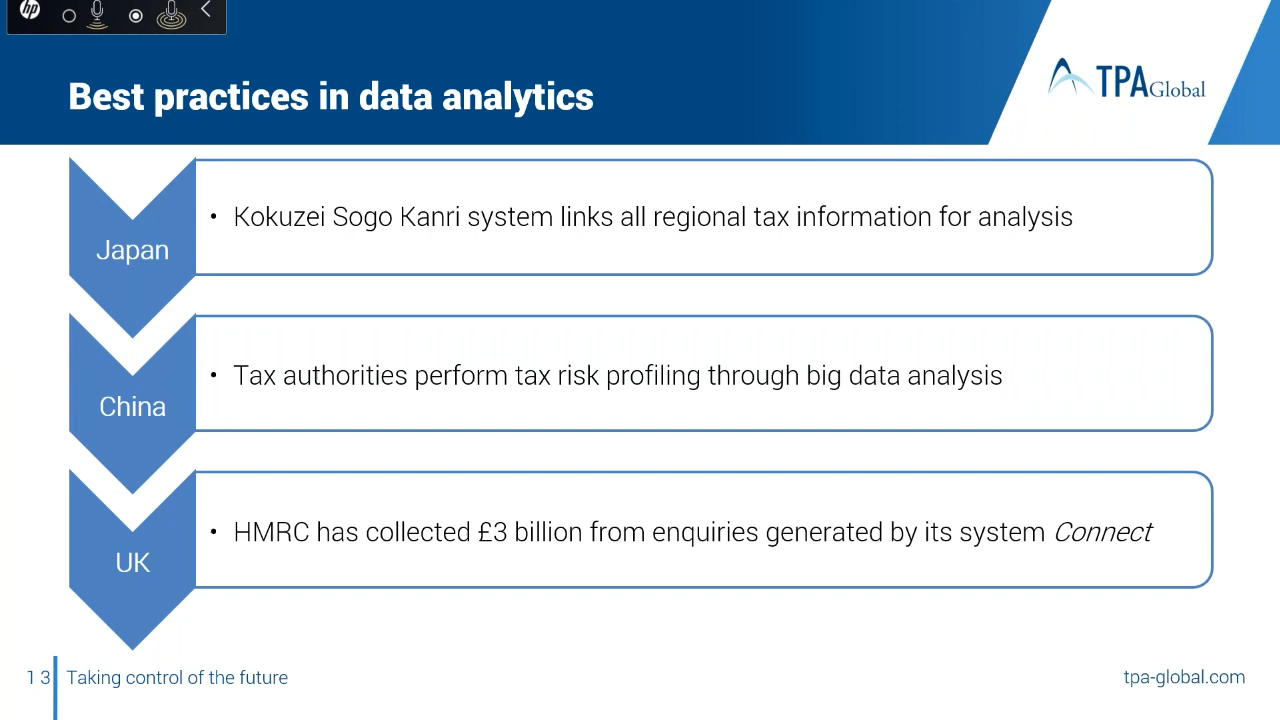 hp
Best practices in data analytics
TPA Global
Japan
• Kokuzei Sogo Kanri system links all regional tax information for analysis
China
• Tax authorities perform tax risk profiling through big data analysis
UK
• HMRC has collected £3 billion from enquiries generated by its system Connect
13 Taking control of the future
tpa-global.com